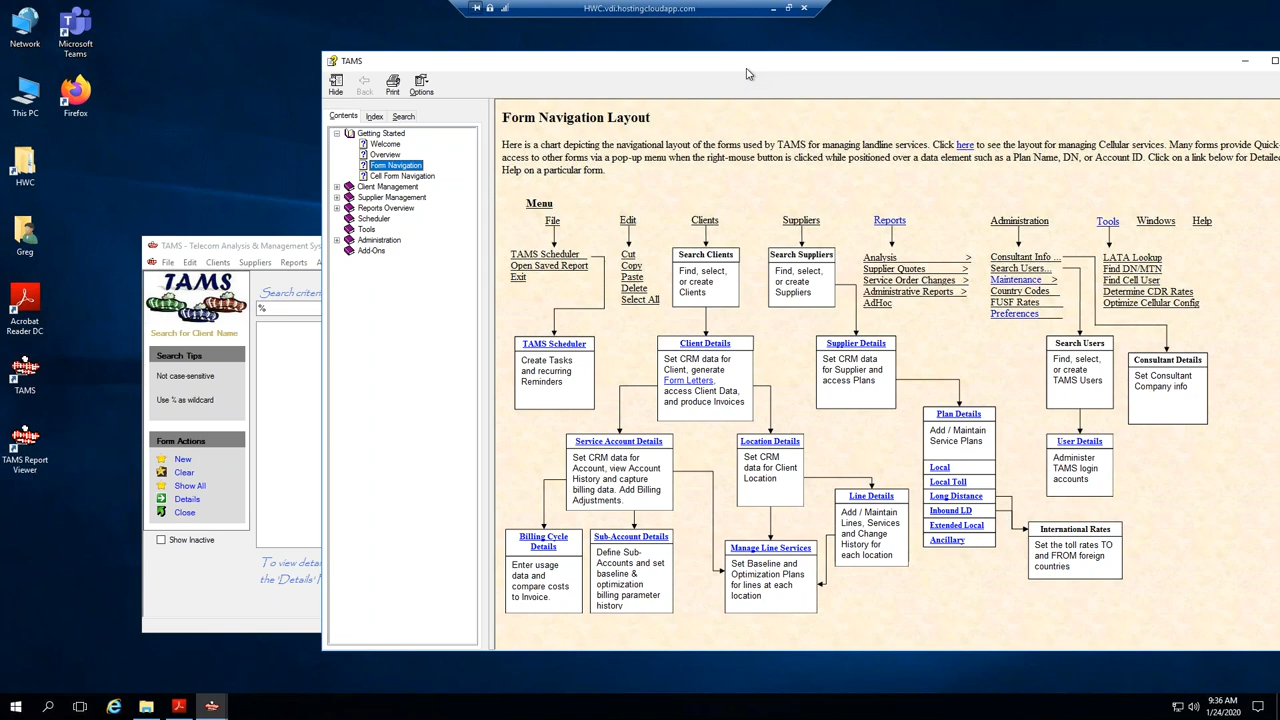 HWC.vdi.hostingcloudapp.com
Network
Microsoft
Teams
This PC
Firefox
HWC
Greg
Acrobat
Reader DC
TAMS
TAMS Report
Viewer
TAMS - Telecom Analysis & Management Sys
File Edit Clients Suppliers Reports A
TAMS
Search criter
%
Search for Client Name
Search Tips
Not case-sensitive
Use % as wildcard
Form Actions
New
Clear
Show All
Details
Close
Show Inactive
To view detail
the 'Details'
TAMS
Hide Back Print Options
Contents Index Search
Getting Started
Welcome
Overview
Form Navigation
Cell Form Navigation
Client Management
Supplier Management
Reports Overview
Scheduler
Tools
Administration
Add-Ons
Form Navigation Layout
Here is a chart depicting the navigational layout of the forms used by TAMS for managing landline services. Click here to see the layout for managing Cellular services. Many forms provide Quick-
access to other forms via a pop-up menu when the right-mouse button is clicked while positioned over a data element such as a Plan Name, DN, or Account ID. Click on a link below for Detailed
Help on a particular form.
Menu
File Edit Clients Suppliers Reports Administration Tools Windows Help
TAMS Scheduler
Open Saved Report
Exit
Cut
Copy
Paste
Delete
Select All
Search Clients
Find, select,
or create
Clients
Search Suppliers
Find, select,
or create
Suppliers
Analysis >
Supplier Quotes >
Service Order Changes >
Administrative Reports >
AdHoc
Consultant Info ...
Search Users...
Maintenance >
Country Codes
FUSF Rates
Preferences
LATA Lookup
Find DN/MTN
Find Cell User
Determine CDR Rates
Optimize Cellular Config
TAMS Scheduler
Create Tasks
and recurring
Reminders
Client Details
Set CRM data for
Client, generate
Form Letters,
access Client Data,
and produce Invoices
Supplier Details
Set CRM data
for Supplier and
access Plans
Search Users
Find, select,
or create
TAMS Users
Consultant Details
Set Consultant
Company info
Plan Details
Add / Maintain
Service Plans
Local
Local Toll
Long Distance
Inbound LD
Extended Local
Ancillary
Service Account Details
Set CRM data for
Account, view Account
History and capture
billing data. Add Billing
Adjustments.
Location Details
Set CRM
data for Client
Location
User Details
Administer
TAMS login
accounts
Line Details
Add / Maintain
Lines, Services
and Change
History for
each location
International Rates
Set the toll rates TO
and FROM foreign
countries
Billing Cycle
Details
Enter usage
data and
compare costs
to Invoice.
Sub-Account Details
Define Sub-
Accounts and set
baseline &
optimization
billing parameter
history
Manage Line Services
Set Baseline and
Optimization Plans
for lines at each
location
9:36 AM
1/24/2020